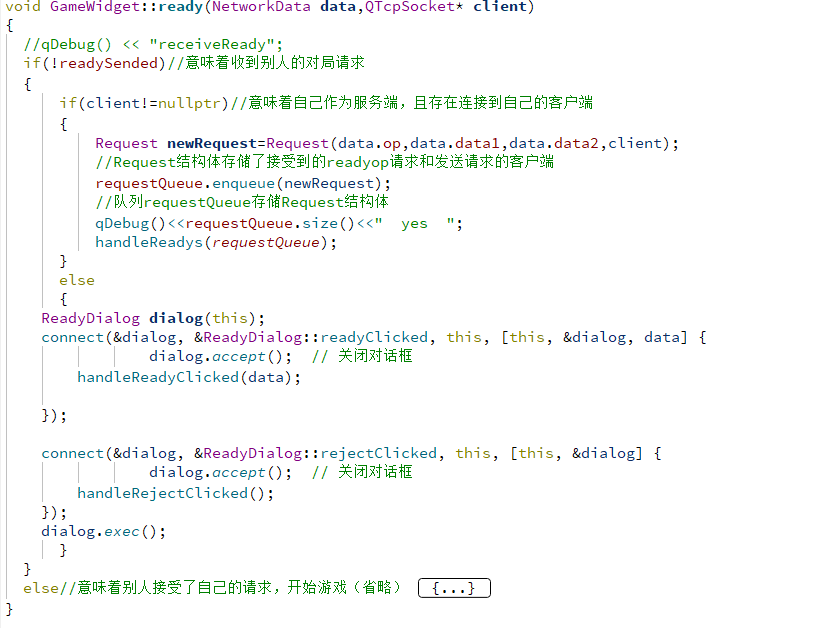 void GameWidget::ready(NetworkData data,QTcpSocket* client)
{
//qDebug() << "receiveReady";
if(!readySended)//意味着收到别人的对局请求
{
if(client!=nullptr)//意味着自己作为服务端，且存在连接到自己的客户端
{
Request newRequest=Request(data.op,data.data1,data.data2,client);
//Request结构体存储了接受到的readyop请求和发送请求的客户端
requestQueue.enqueue(newRequest);
//队列requestQueue存储Request结构体
qDebug()<<requestQueue.size()<<"  yes  ";
handleReadys(requestQueue);
}
else
{
ReadyDialog dialog(this);
connect(&dialog, &ReadyDialog::readyClicked, this, [this, &dialog, data] {
dialog.accept();  // 关闭对话框
handleReadyClicked(data);
});
connect(&dialog, &ReadyDialog::rejectClicked, this, [this, &dialog] {
dialog.accept();  // 关闭对话框
handleRejectClicked();
});
dialog.exec();
}
}
else//意味着别人接受了自己的请求，开始游戏（省略） {...}
}